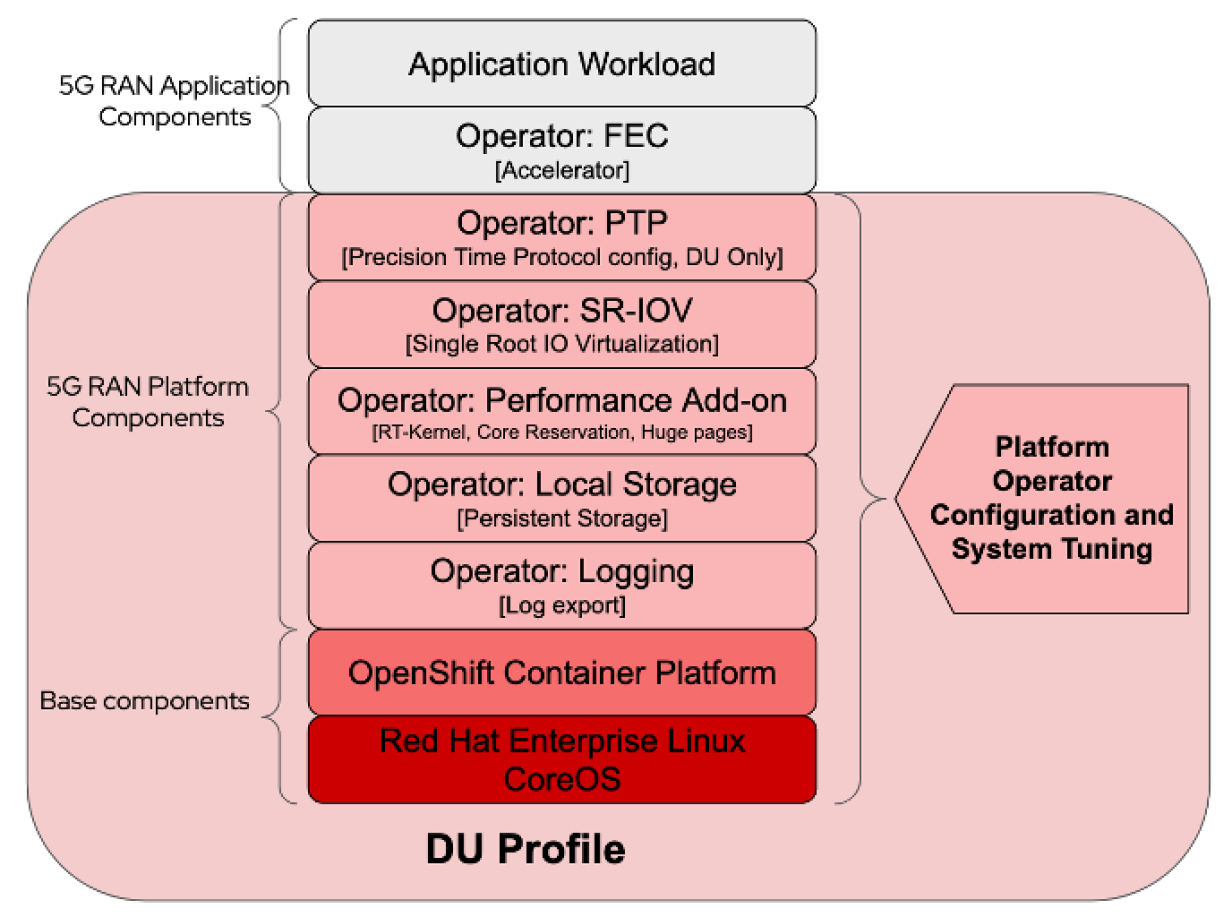 5G RAN Application
Components
Application Workload
Operator: FEC
[Accelerator]
5G RAN Platform
Components
Operator: PTP
[Precision Time Protocol config, DU Only]
Operator: SR-IOV
[Single Root IO Virtualization]
Operator: Performance Add-on
[RT-Kernel, Core Reservation, Huge pages]
Operator: Local Storage
[Persistent Storage]
Operator: Logging
[Log export]
Base components
OpenShift Container Platform
Red Hat Enterprise Linux
CoreOS
Platform
Operator
Configuration and
System Tuning
DU Profile